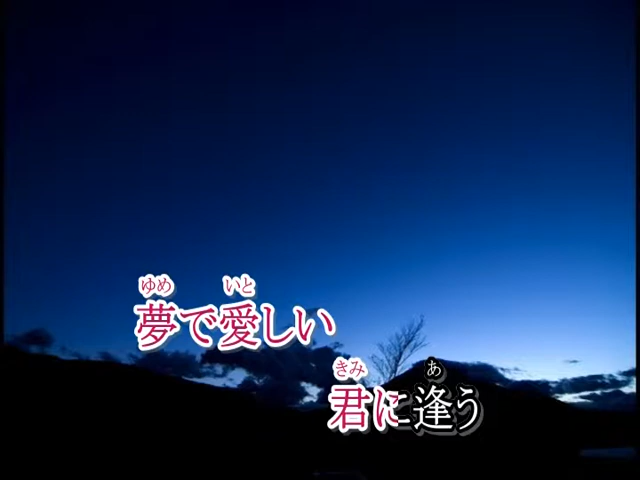 ゆめ いと
夢で愛しい
きみ あ
君に逢う